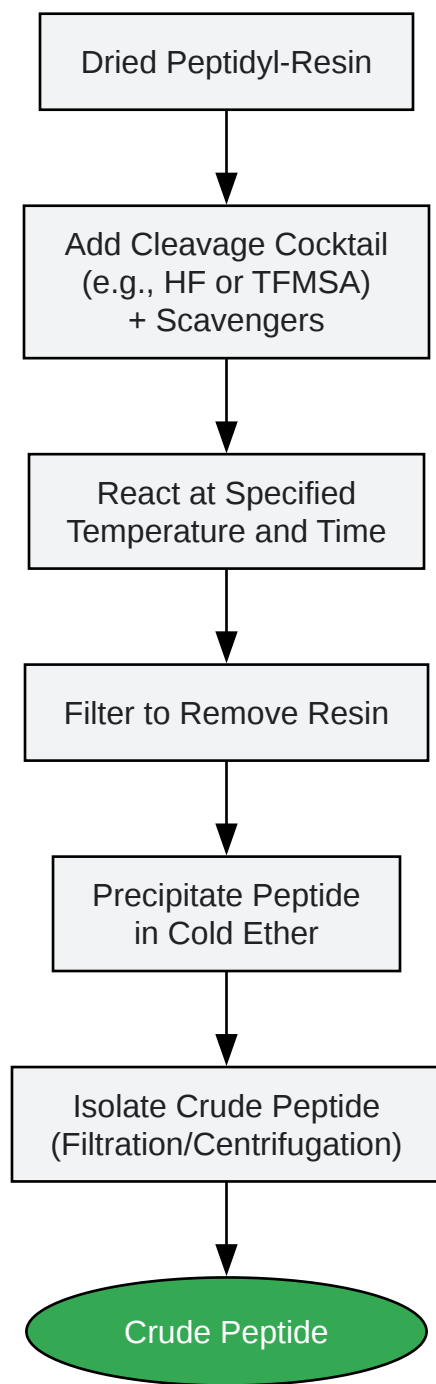 Dried Peptidyl-Resin
Add Cleavage Cocktail
(e.g., HF or TFMSA)
+ Scavengers
React at Specified
Temperature and Time
Filter to Remove Resin
Precipitate Peptide
in Cold Ether
Isolate Crude Peptide
(Filtration/Centrifugation)
Crude Peptide